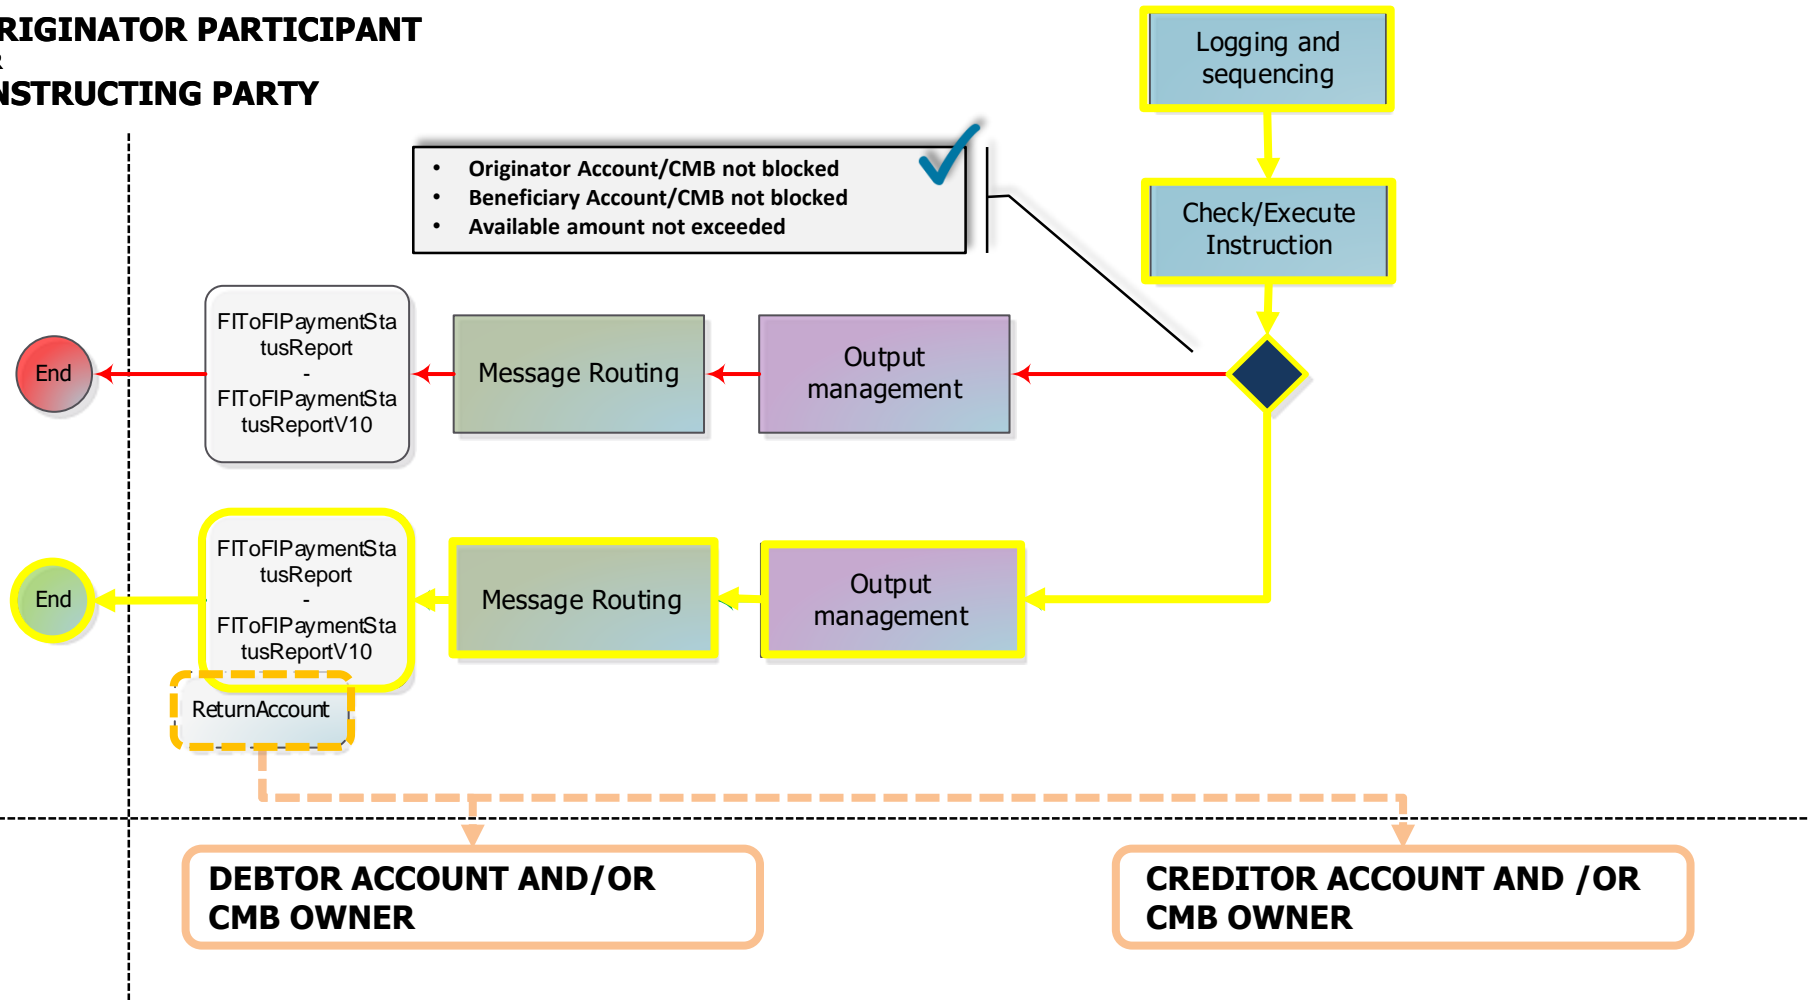 RIGINATOR PARTICIPANT
R
NSTRUCTING PARTY
Logging and
sequencing
• Originator Account/CMB not blocked
• Beneficiary Account/CMB not blocked
• Available amount not exceeded
Check/Execute
Instruction
End
FIToFIPaymentSta
tusReport
-
FIToFIPaymentSta
tusReportV10
Message Routing
Output
management
End
FIToFIPaymentSta
tusReport
-
FIToFIPaymentSta
tusReportV10
Message Routing
Output
management
ReturnAccount
DEBTOR ACCOUNT AND/OR
CMB OWNER
CREDITOR ACCOUNT AND /OR
CMB OWNER